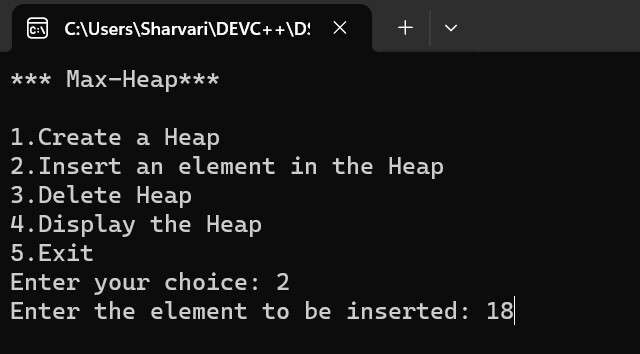 C:\Users\Sharvari\DEVC++\DS
*** Max-Heap***
1.Create a Heap
2.Insert an element in the Heap
3.Delete Heap
4.Display the Heap
5.Exit
Enter your choice: 2
Enter the element to be inserted: 18